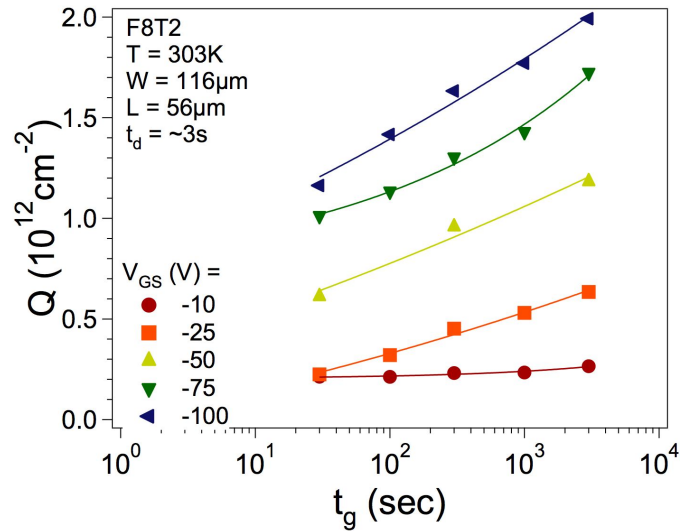 F8T2
T = 303K
W = 116µm
L = 56µm
t_d = ~3s
V_GS (V) =
-10
-25
-50
-75
-100
Q (10^12 cm^-2)
2.0
1.5
1.0
0.5
0.0
10^0
10^1
10^2
10^3
10^4
t_g (sec)